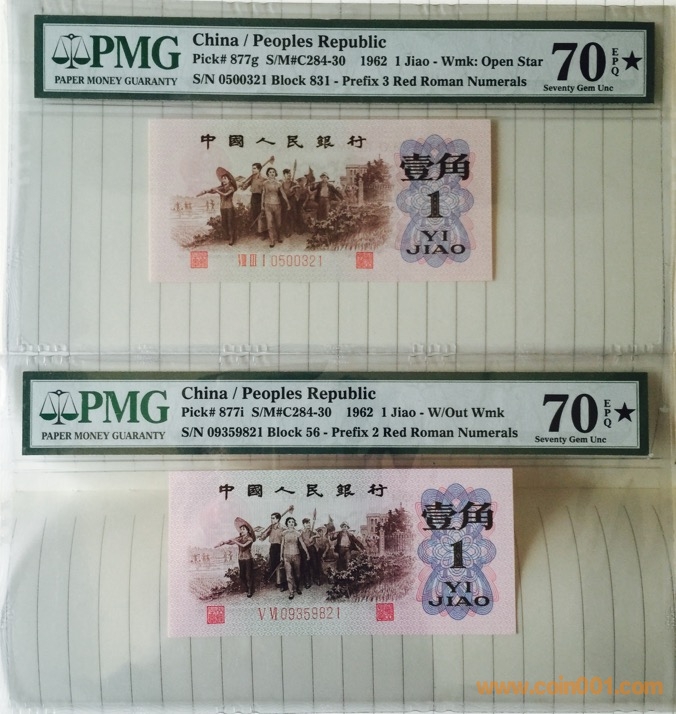 PMG
PAPER MONEY GUARANTY
China / Peoples Republic
Pick# 877g S/M#C284-30 1962 1 Jiao - Wmk: Open Star
S/N 0500321 Block 831 - Prefix 3 Red Roman Numerals
70 EPQ ★
Seventy Gem Unc
中國人民銀行
壹角
1
YI
JIAO
VIII III I 0500321
PMG
PAPER MONEY GUARANTY
China / Peoples Republic
Pick# 877i S/M#C284-30 1962 1 Jiao - W/Out Wmk
S/N 09359821 Block 56 - Prefix 2 Red Roman Numerals
70 EPQ ★
Seventy Gem Unc
中國人民銀行
壹角
1
YI
JIAO
V VI 09359821
www.coin001.com